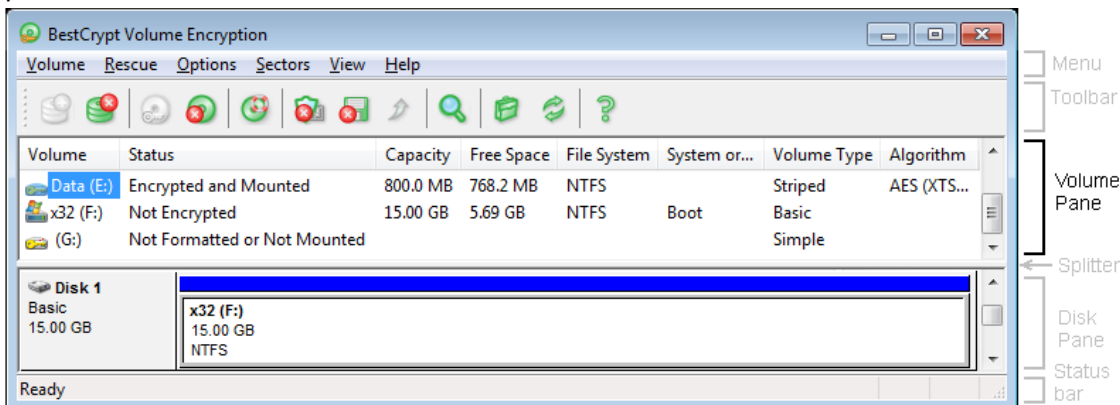 BestCrypt Volume Encryption
Volume Rescue Options Sectors View Help
Menu
Toolbar
Volume Status Capacity Free Space File System System or... Volume Type Algorithm
Data (E:) Encrypted and Mounted 800.0 MB 768.2 MB NTFS Striped AES (XTS...
x32 (F:) Not Encrypted 15.00 GB 5.69 GB NTFS Boot Basic
(G:) Not Formatted or Not Mounted Simple
Volume
Pane
Splitter
Disk 1
Basic
15.00 GB
x32 (F:)
15.00 GB
NTFS
Disk
Pane
Ready
Status
bar